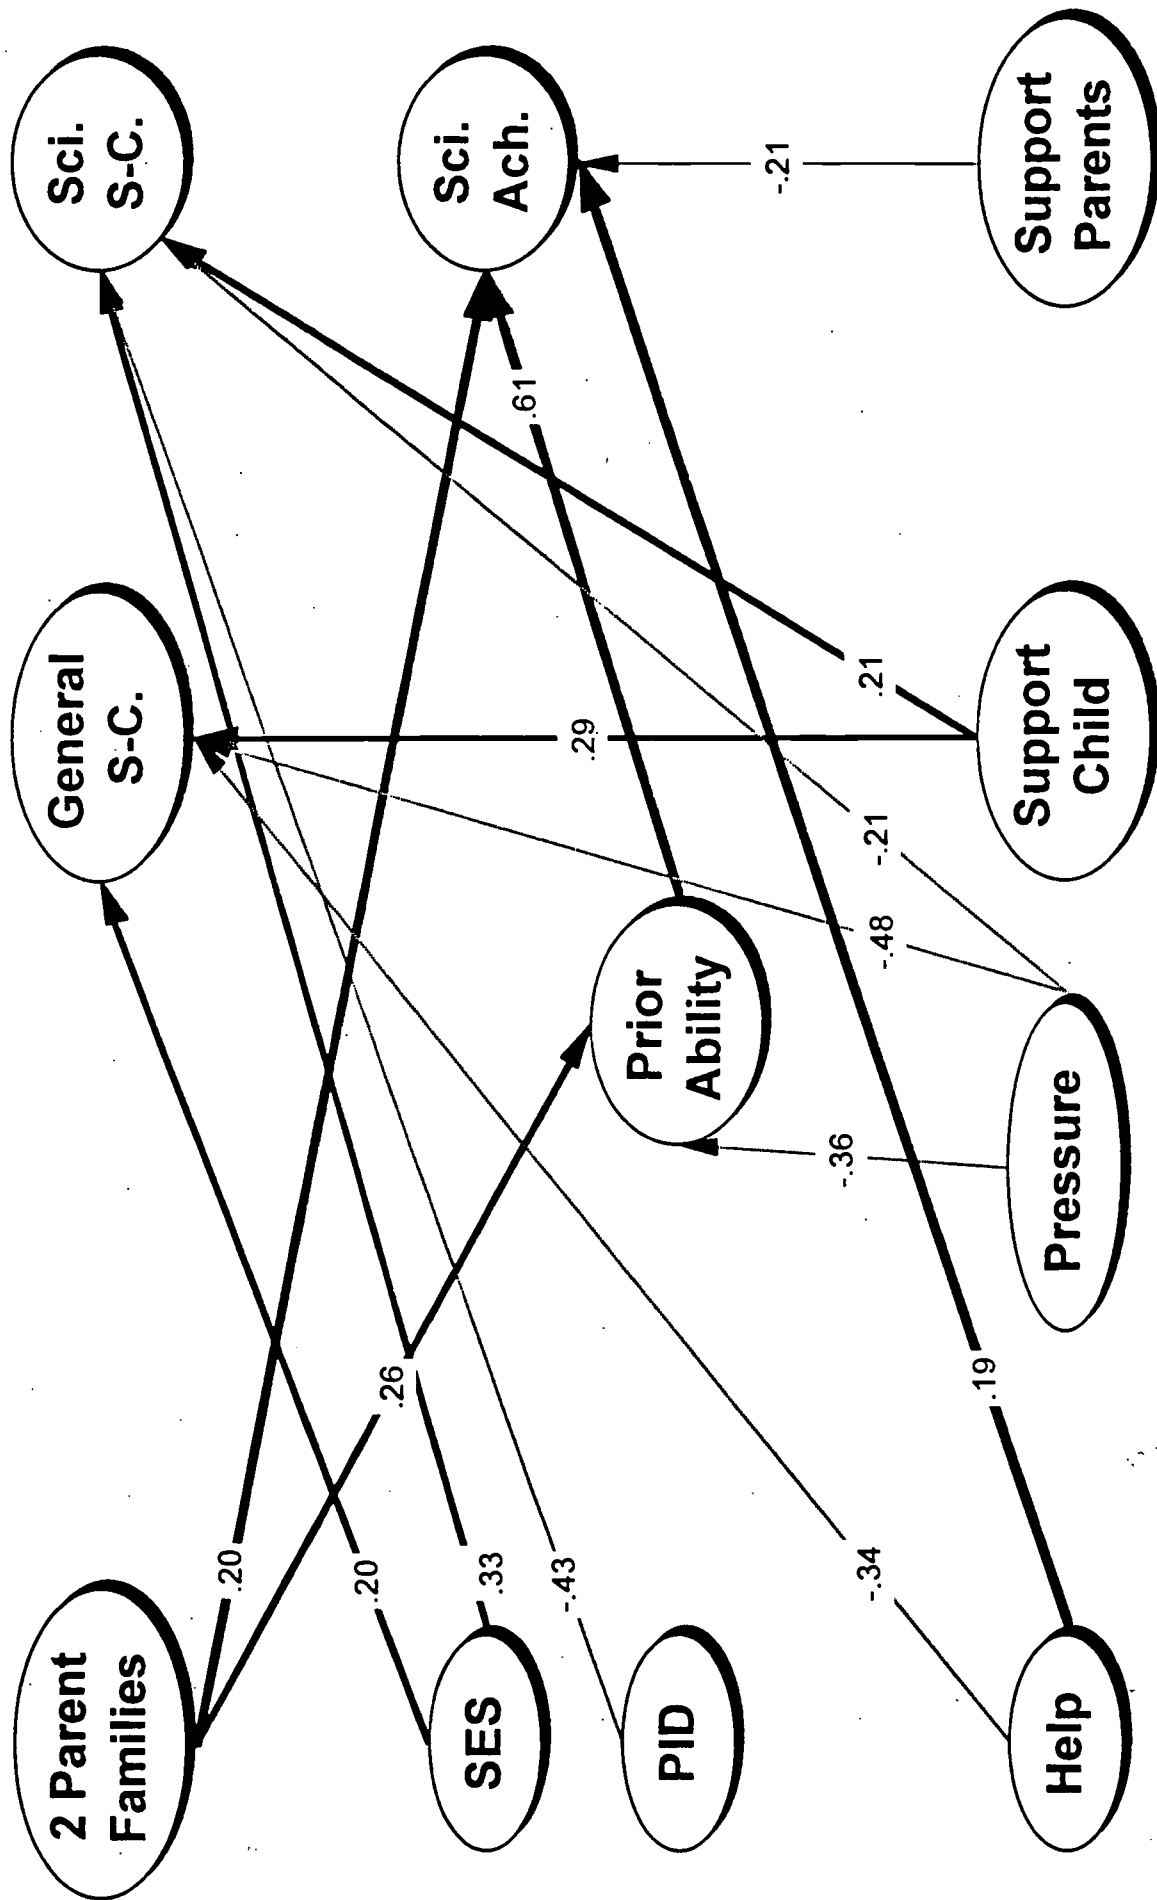 2 Parent
Families
General
S-C.
Sci.
S-C.
.20
.20
.26
SES
.33
.61
Sci.
Ach.
PID
-.43
Prior
Ability
.29
-.21
-.34
-.36
-.48
-.21
.21
Help
.19
Pressure
Support
Child
Support
Parents